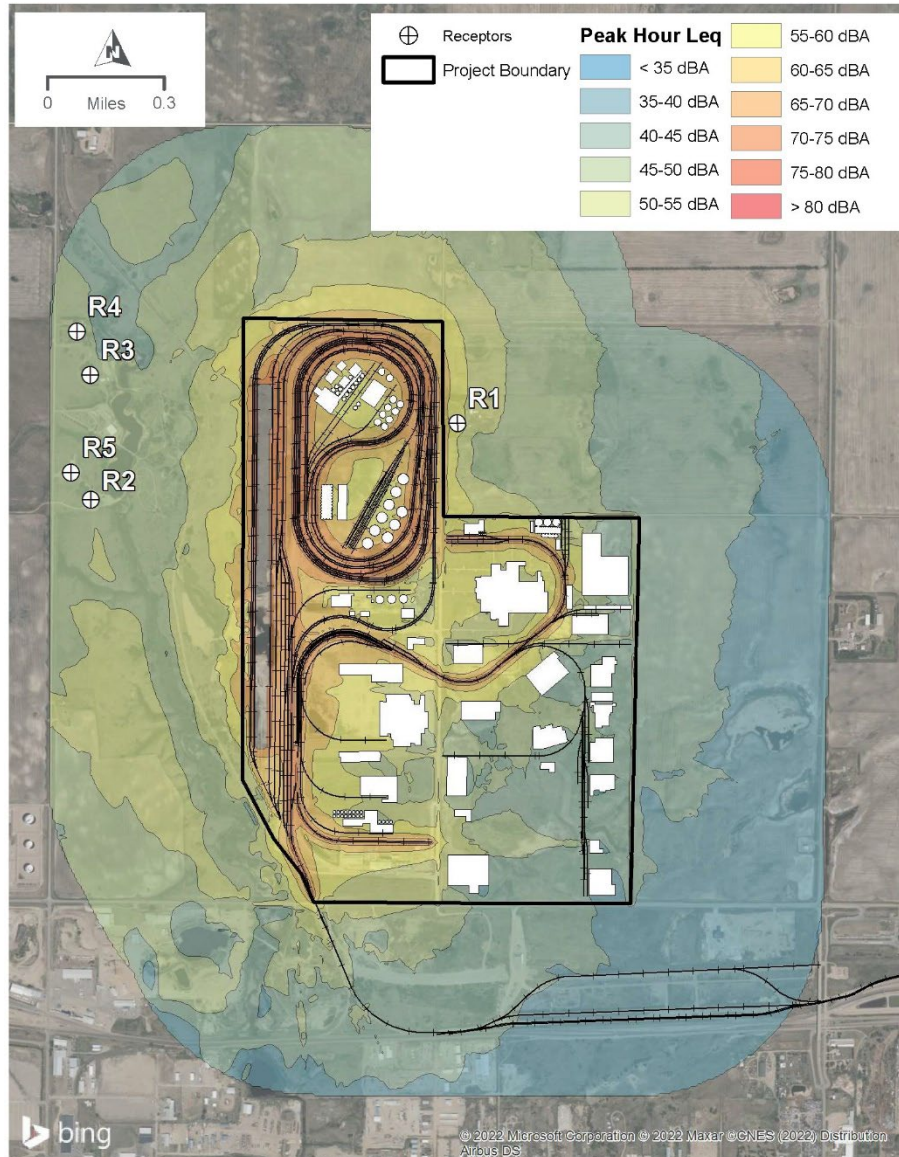 N
0 0.3
Miles
Receptors
Project Boundary
Peak Hour Leq
< 35 dBA
35-40 dBA
40-45 dBA
45-50 dBA
50-55 dBA
55-60 dBA
60-65 dBA
65-70 dBA
70-75 dBA
75-80 dBA
> 80 dBA
R4
R3
R1
R5
R2
bing
© 2022 Microsoft Corporation © 2022 Maxar ©CNES (2022) Distribution
Airbus DS